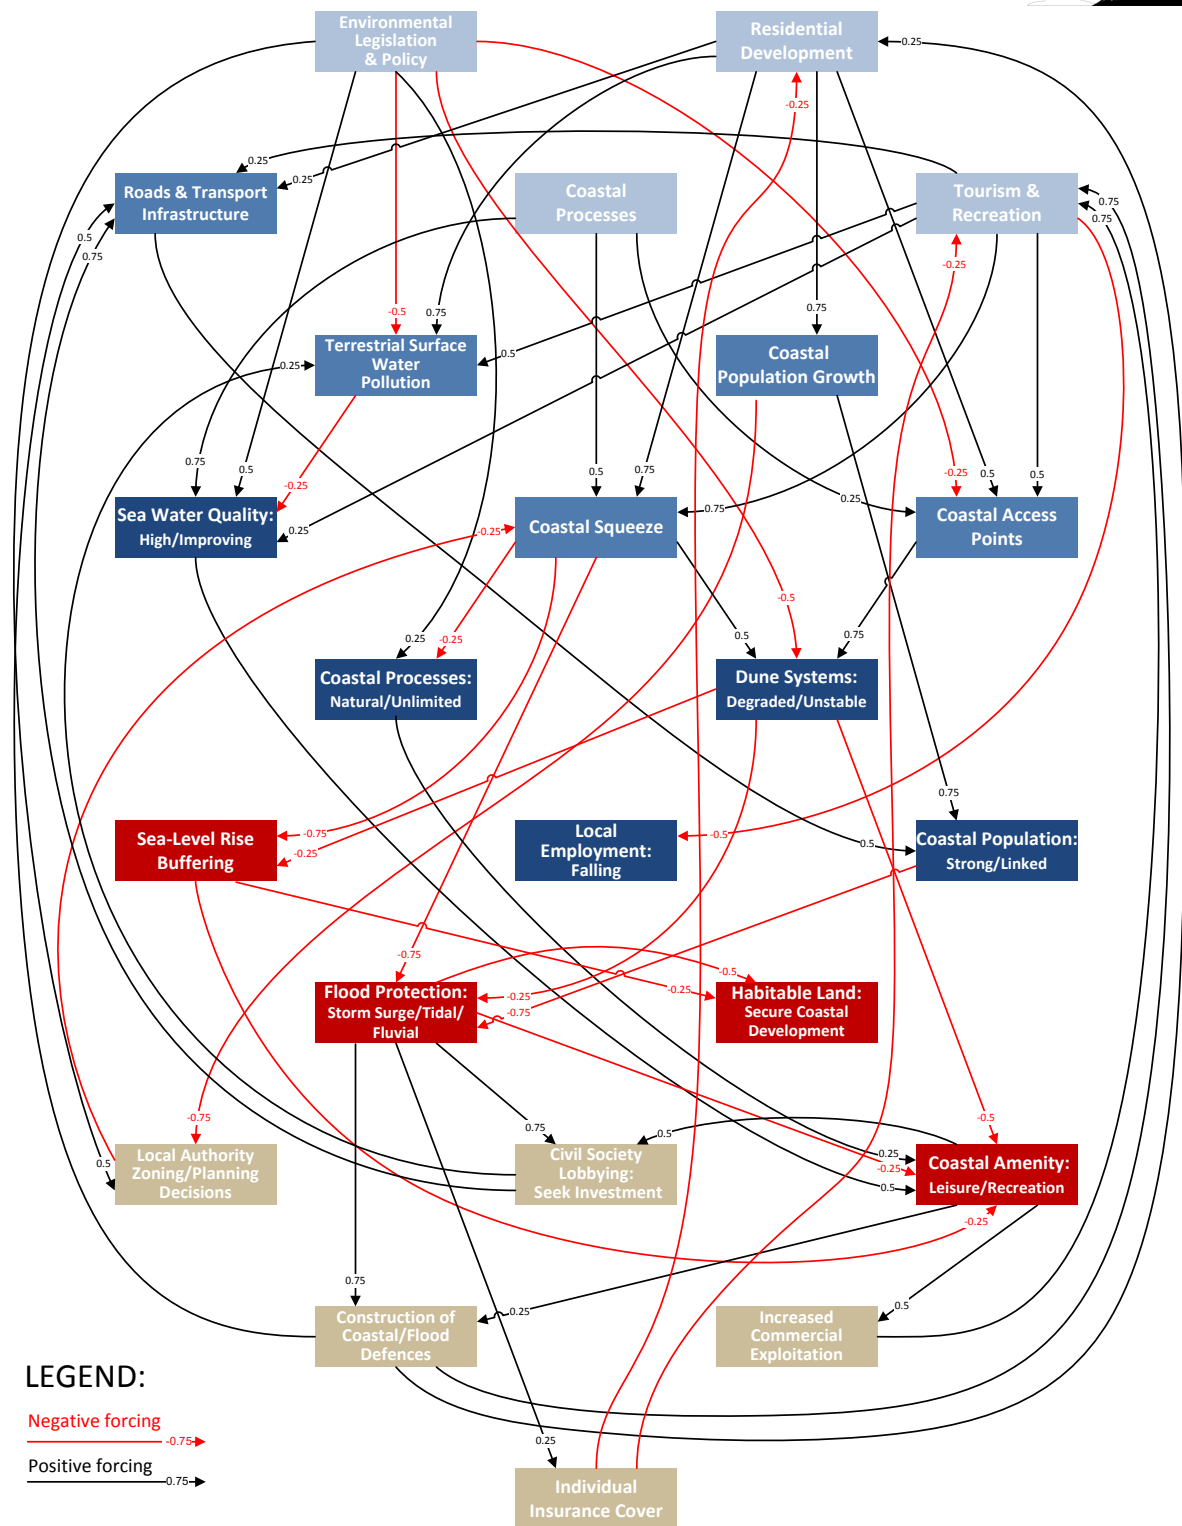 Environmental
Legislation
& Policy
Residential
Development
0.25
-0.25
0.25
0.25
Roads & Transport
Infrastructure
Coastal
Processes
Tourism &
Recreation
0.75
0.75
0.5
0.75
-0.25
-0.5
0.75
0.75
Terrestrial Surface
Water
Pollution
0.25
0.5
Coastal
Population Growth
0.75
0.5
-0.25
0.5
0.75
-0.25
0.5
0.5
Sea Water Quality:
High/Improving
0.25
-0.25
Coastal Squeeze
0.75
0.25
Coastal Access
Points
-0.5
0.25
-0.25
0.5
0.75
Coastal Processes:
Natural/Unlimited
Dune Systems:
Degraded/Unstable
0.75
Sea-Level Rise
Buffering
-0.75
-0.25
Local
Employment:
Falling
-0.5
0.5
Coastal Population:
Strong/Linked
-0.75
-0.5
Flood Protection:
Storm Surge/Tidal/
Fluvial
-0.25
-0.75
-0.25
Habitable Land:
Secure Coastal
Development
-0.75
0.75
0.5
-0.5
0.5
Local Authority
Zoning/Planning
Decisions
Civil Society
Lobbying:
Seek Investment
0.25
-0.25
0.5
Coastal Amenity:
Leisure/Recreation
-0.25
0.75
Construction of
Coastal/Flood
Defences
0.25
Increased
Commercial
Exploitation
0.5
LEGEND:
Negative forcing
-0.75
Positive forcing
0.75
0.25
Individual
Insurance Cover